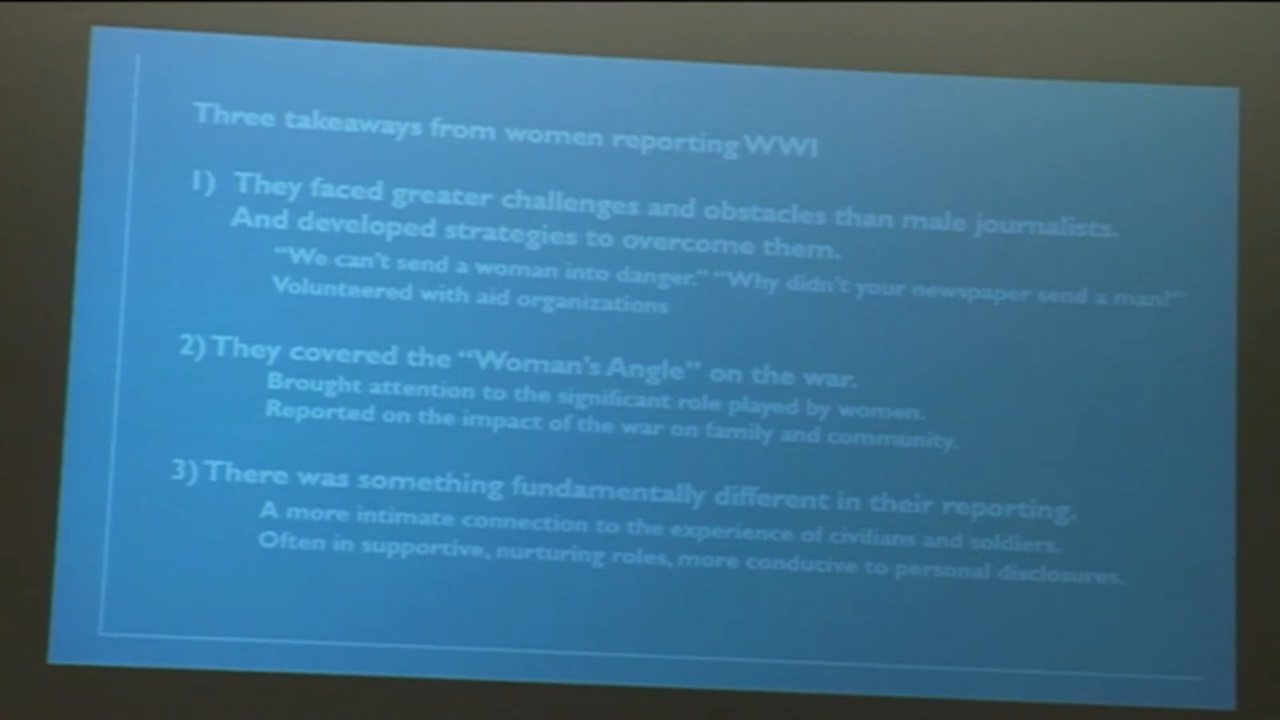 Three takeaways from women reporting WWI
1) They faced greater challenges and obstacles than male journalists.
And developed strategies to overcome them.
"We can't send a woman into danger." "Why didn't your newspaper send a man!"
Volunteered with aid organizations
2) They covered the "Woman's Angle" on the war.
Brought attention to the significant role played by women.
Reported on the impact of the war on family and community.
3) There was something fundamentally different in their reporting.
A more intimate connection to the experience of civilians and soldiers.
Often in supportive, nurturing roles, more conducive to personal disclosures.